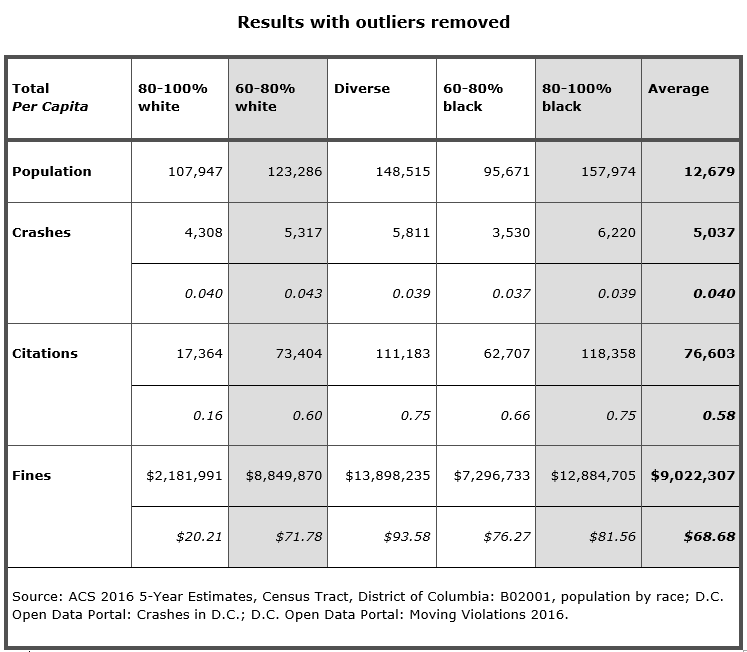 Results with outliers removed
Total Per Capita 80-100% white 60-80% white Diverse 60-80% black 80-100% black Average
Population 107,947 123,286 148,515 95,671 157,974 12,679
Crashes 4,308 5,317 5,811 3,530 6,220 5,037
0.040 0.043 0.039 0.037 0.039 0.040
Citations 17,364 73,404 111,183 62,707 118,358 76,603
0.16 0.60 0.75 0.66 0.75 0.58
Fines $2,181,991 $8,849,870 $13,898,235 $7,296,733 $12,884,705 $9,022,307
$20.21 $71.78 $93.58 $76.27 $81.56 $68.68
Source: ACS 2016 5-Year Estimates, Census Tract, District of Columbia: B02001, population by race; D.C.
Open Data Portal: Crashes in D.C.; D.C. Open Data Portal: Moving Violations 2016.